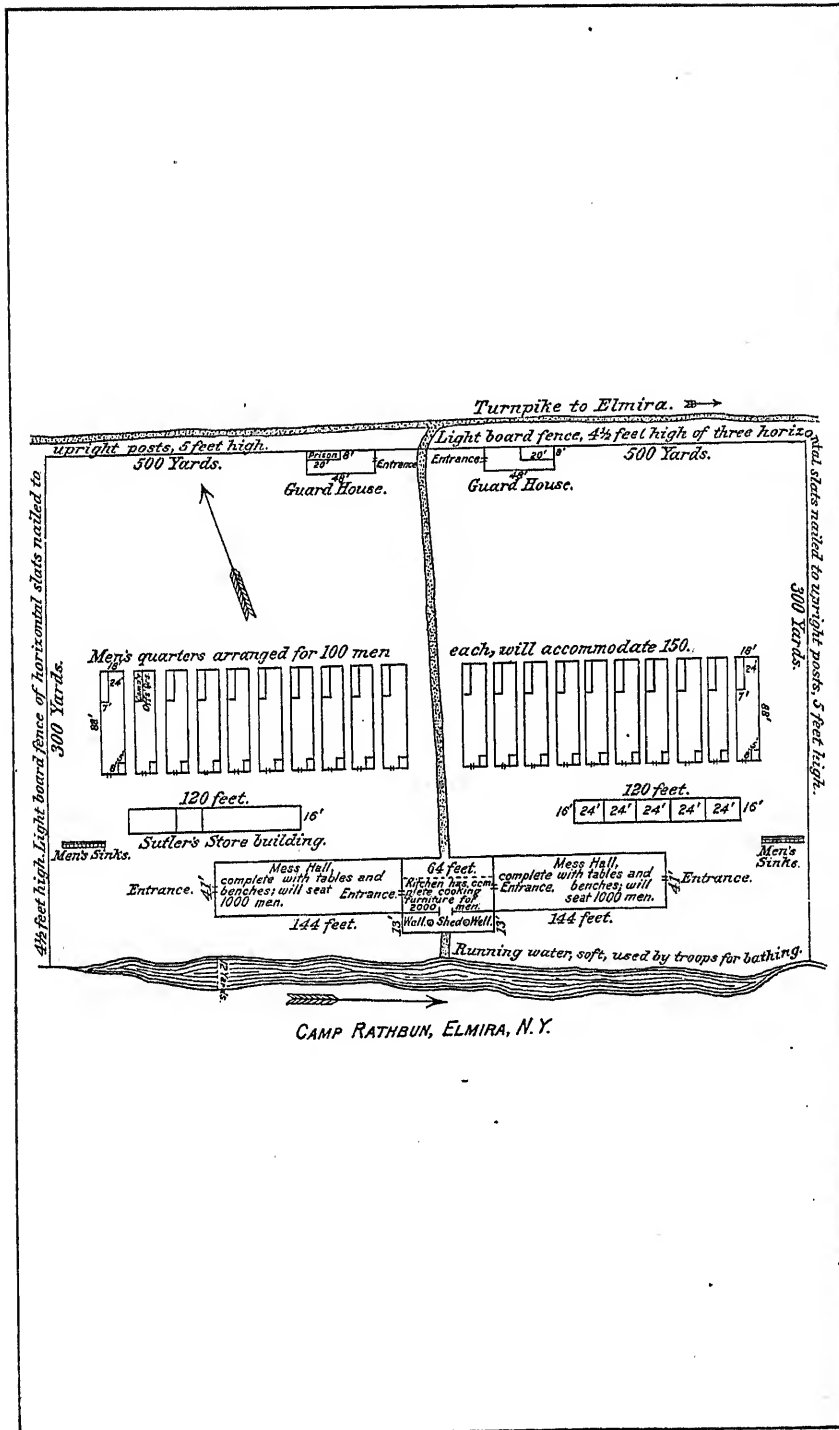 Turnpike to Elmira.
upright posts, 5 feet high.
Light board fence, 4½ feet high of three horizontal slats nailed to upright posts, 5 feet high.
500 Yards.
Prison 8'
20'
Entrance
48'
Guard House.
Entrance
20' 8'
48'
Guard House.
500 Yards.
4½ feet high. Light board fence of horizontal slats nailed to
300 Yards.
300 Yards.
Men's quarters arranged for 100 men each, will accommodate 150.
18'
24'
7'
88'
18'
24'
7'
88'
120 feet.
16'
Sutler's Store building.
120 feet.
16' 24' 24' 24' 24' 24' 16'
Men's Sinks.
Men's
Sinks.
Mess Hall,
complete with tables and
benches; will seat
1000 men.
Entrance. 41'
Entrance.
144 feet.
64 feet.
Kitchen has com
plete cooking
furniture for
2000 men.
13' Well. Shed Well. 13'
Mess Hall,
complete with tables and
benches; will
seat 1000 men.
Entrance.
41' Entrance.
144 feet.
Running water, soft, used by troops for bathing.
CAMP RATHBUN, ELMIRA, N.Y.